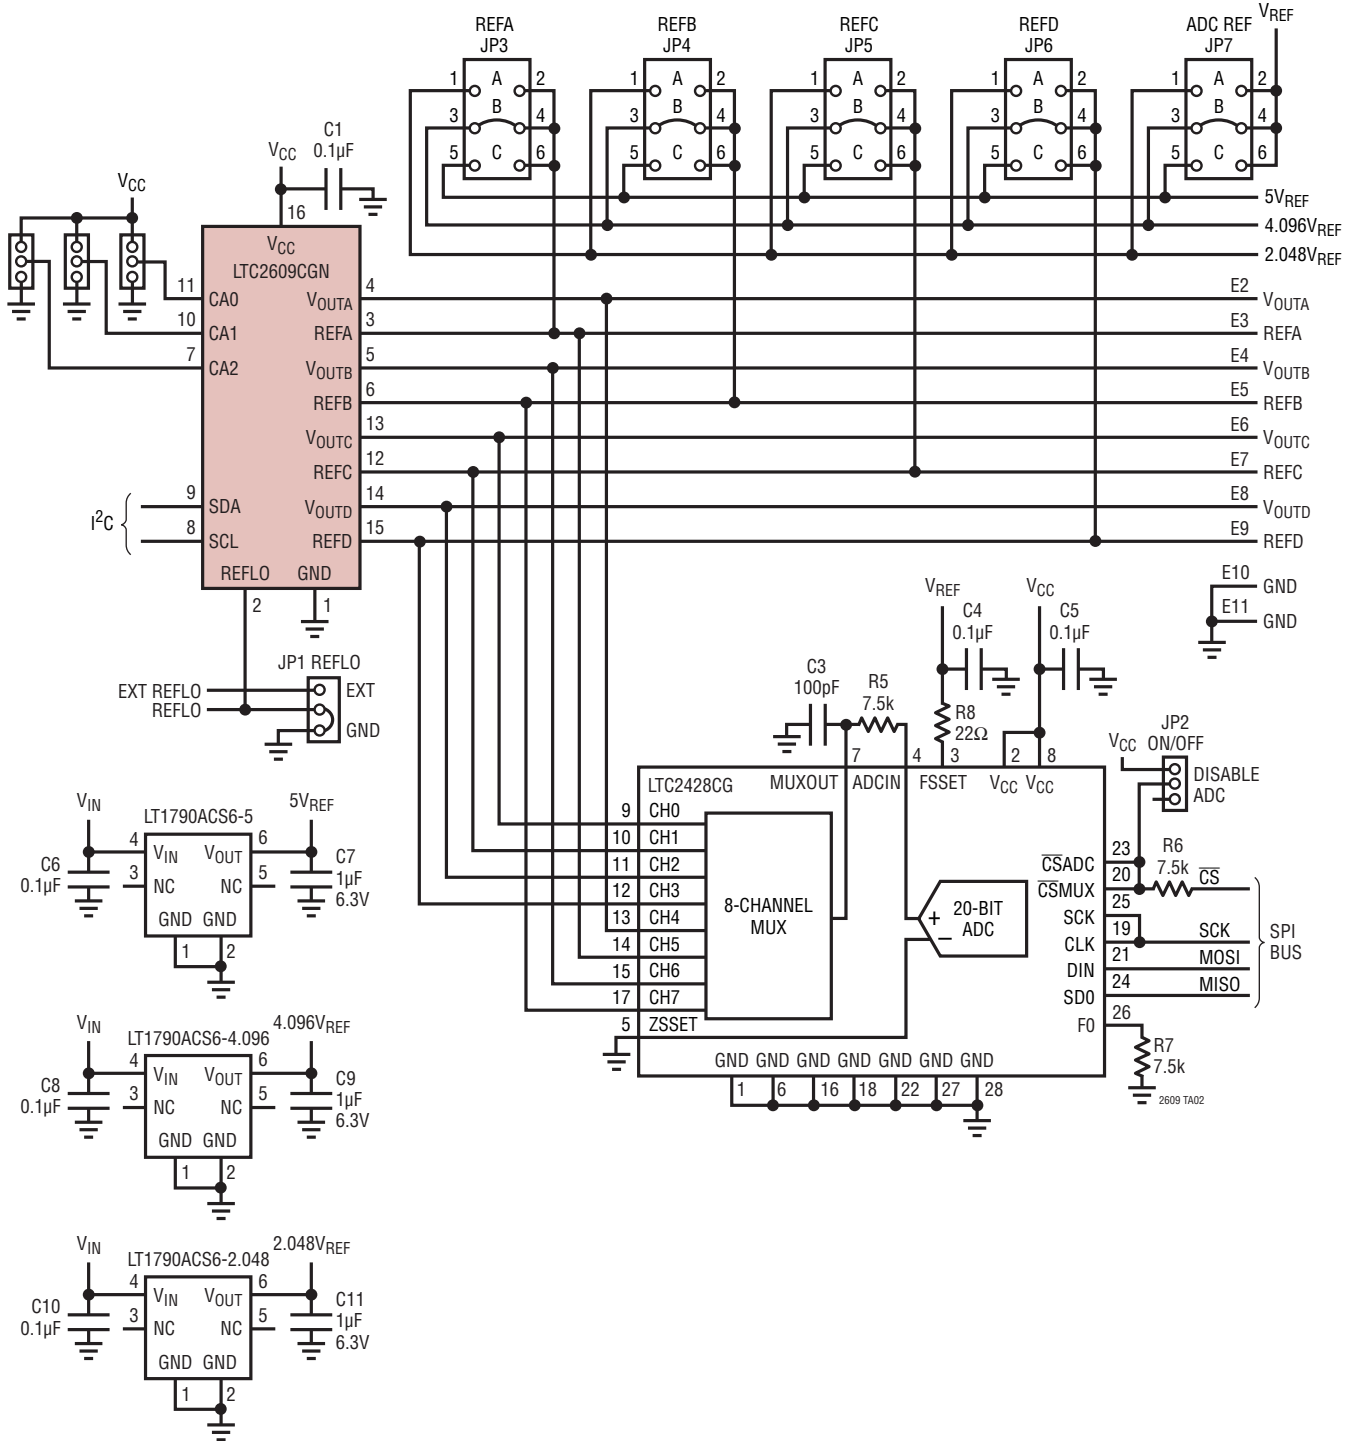 REFA
JP3
REFB
JP4
REFC
JP5
REFD
JP6
ADC REF
JP7
VREF
1 A 2
3 B 4
5 C 6
1 A 2
3 B 4
5 C 6
1 A 2
3 B 4
5 C 6
1 A 2
3 B 4
5 C 6
1 A 2
3 B 4
5 C 6
5VREF
4.096VREF
2.048VREF
VCC
VCC
C1
0.1µF
16
VCC
LTC2609CGN
11 CA0
10 CA1
7 CA2
I2C
9 SDA
8 SCL
VOUTA 4 E2 VOUTA
REFA 3 E3 REFA
VOUTB 5 E4 VOUTB
REFB 6 E5 REFB
VOUTC 13 E6 VOUTC
REFC 12 E7 REFC
VOUTD 14 E8 VOUTD
REFD 15 E9 REFD
REFLO GND
2 1
E10 GND
E11 GND
JP1 REFLO
EXT REFLO
REFLO
EXT
GND
VREF
C4
0.1µF
VCC
C5
0.1µF
C3
100pF
R5
7.5k
R8
22Ω
7 4 3 2 8
MUXOUT ADCIN FSSET VCC VCC
LTC2428CG
9 CH0
10 CH1
11 CH2
12 CH3
13 CH4
14 CH5
15 CH6
17 CH7
5 ZSSET
8-CHANNEL
MUX
+
–
20-BIT
ADC
JP2
ON/OFF
VCC
DISABLE
ADC
CSADC 23
CSMUX 20
R6
7.5k
CS
SCK 25
CLK 19 SCK
DIN 21 MOSI
SD0 24 MISO
SPI
BUS
F0 26
R7
7.5k
GND GND GND GND GND GND GND
1 6 16 18 22 27 28
2609 TA02
VIN
LT1790ACS6-5
5VREF
4 VIN VOUT 6
3 NC NC 5
GND GND
1 2
C6
0.1µF
C7
1µF
6.3V
VIN
LT1790ACS6-4.096
4.096VREF
4 VIN VOUT 6
3 NC NC 5
GND GND
1 2
C8
0.1µF
C9
1µF
6.3V
VIN
LT1790ACS6-2.048
2.048VREF
4 VIN VOUT 6
3 NC NC 5
GND GND
1 2
C10
0.1µF
C11
1µF
6.3V